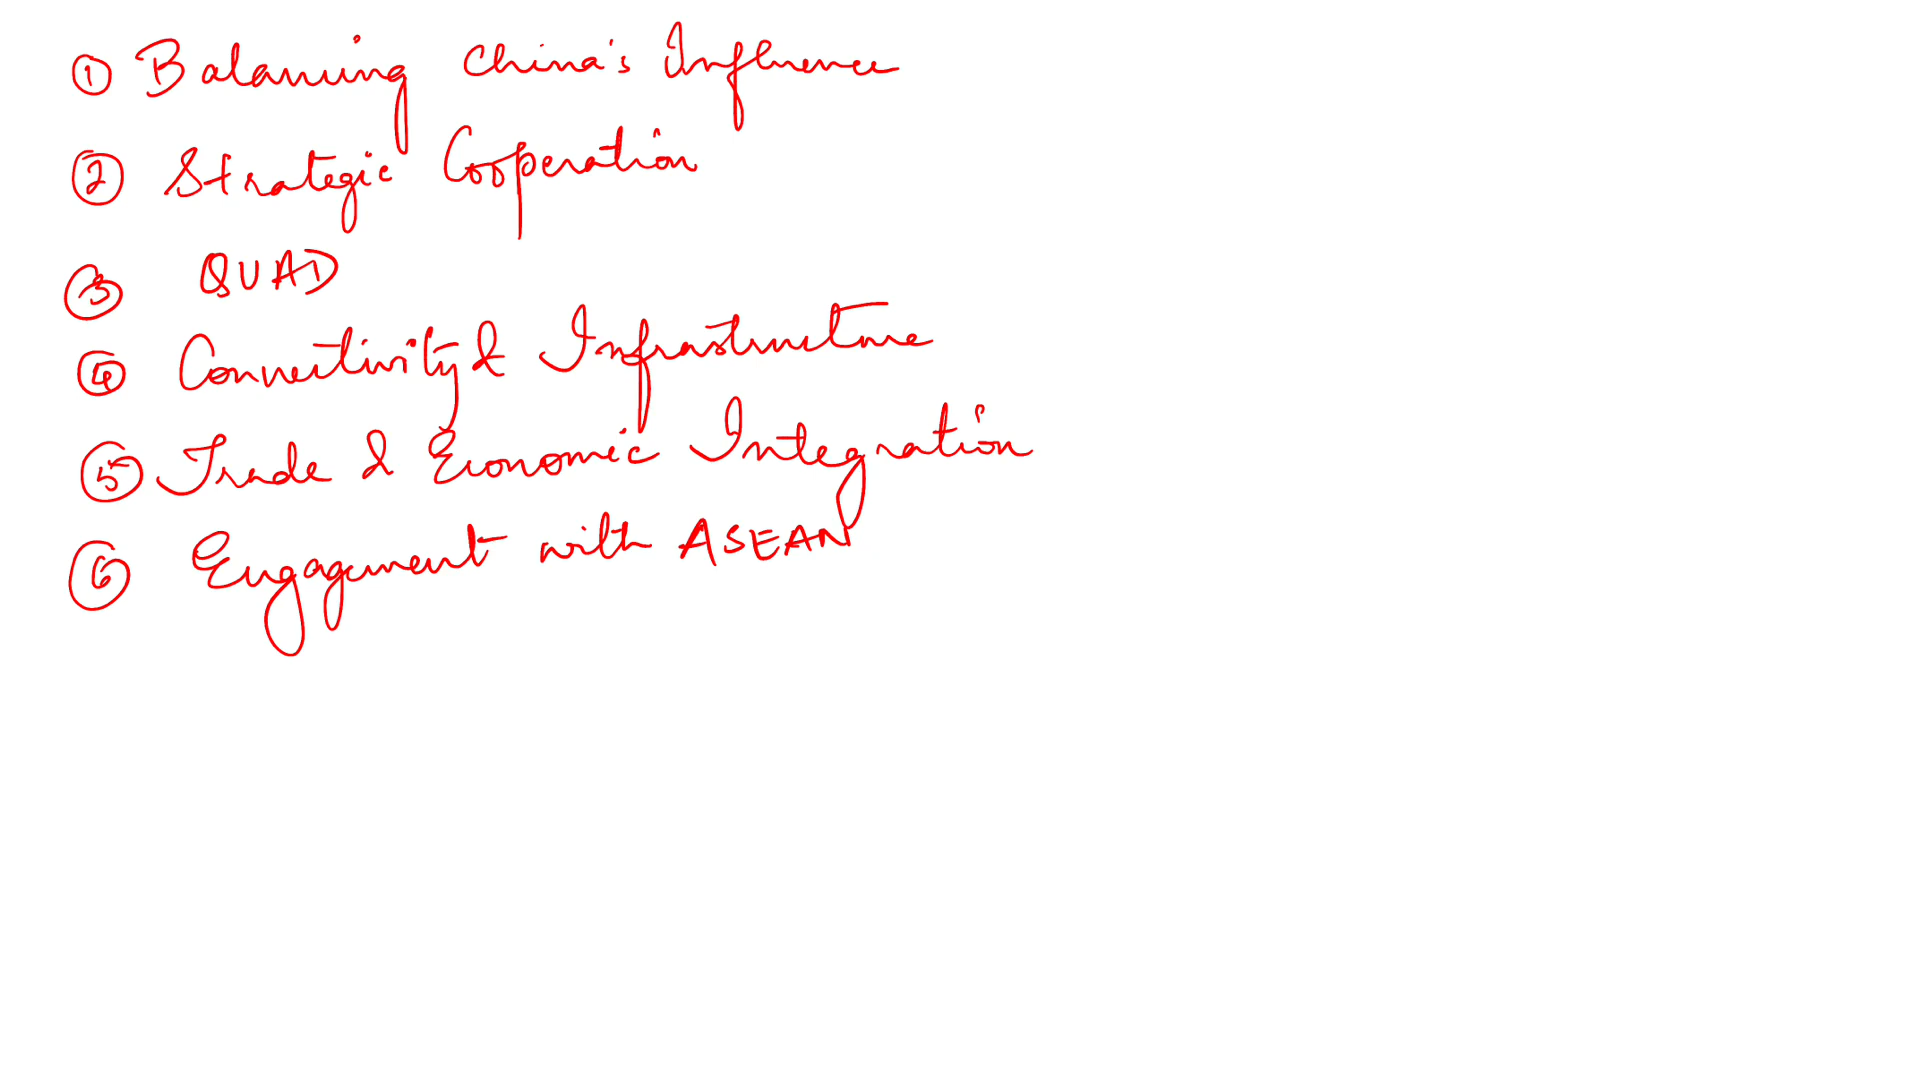 ① Balancing China's Influence
② Strategic Cooperation
③ QUAD
④ Connectivity & Infrastructure
⑤ Trade & Economic Integration
⑥ Engagement with ASEAN